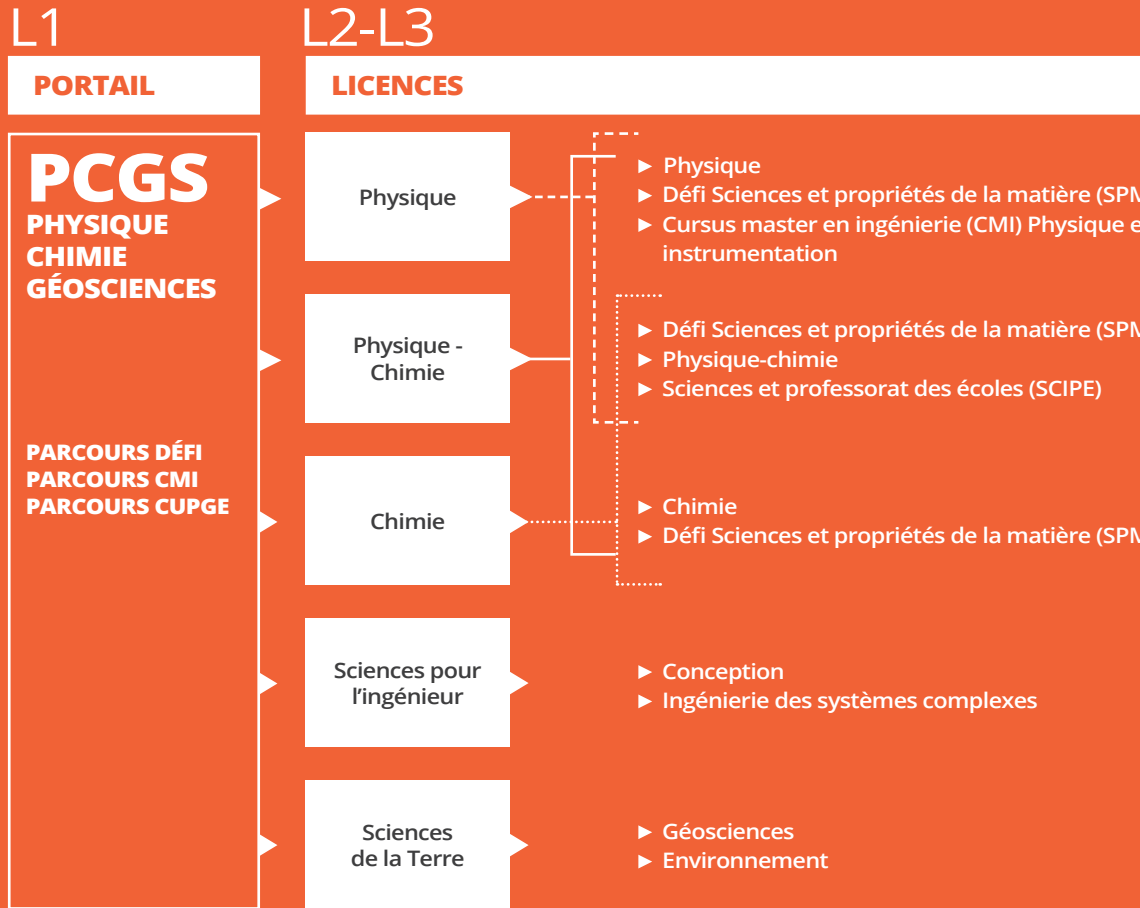 L1
L2-L3
PORTAIL
LICENCES
PCGS
PHYSIQUE
CHIMIE
GÉOSCIENCES
PARCOURS DÉFI
PARCOURS CMI
PARCOURS CUPGE
Physique
► Physique
► Défi Sciences et propriétés de la matière (SPM
► Cursus master en ingénierie (CMI) Physique e
instrumentation
Physique -
Chimie
► Défi Sciences et propriétés de la matière (SPM
► Physique-chimie
► Sciences et professorat des écoles (SCIPE)
Chimie
► Chimie
► Défi Sciences et propriétés de la matière (SPM
Sciences pour
l’ingénieur
► Conception
► Ingénierie des systèmes complexes
Sciences
de la Terre
► Géosciences
► Environnement